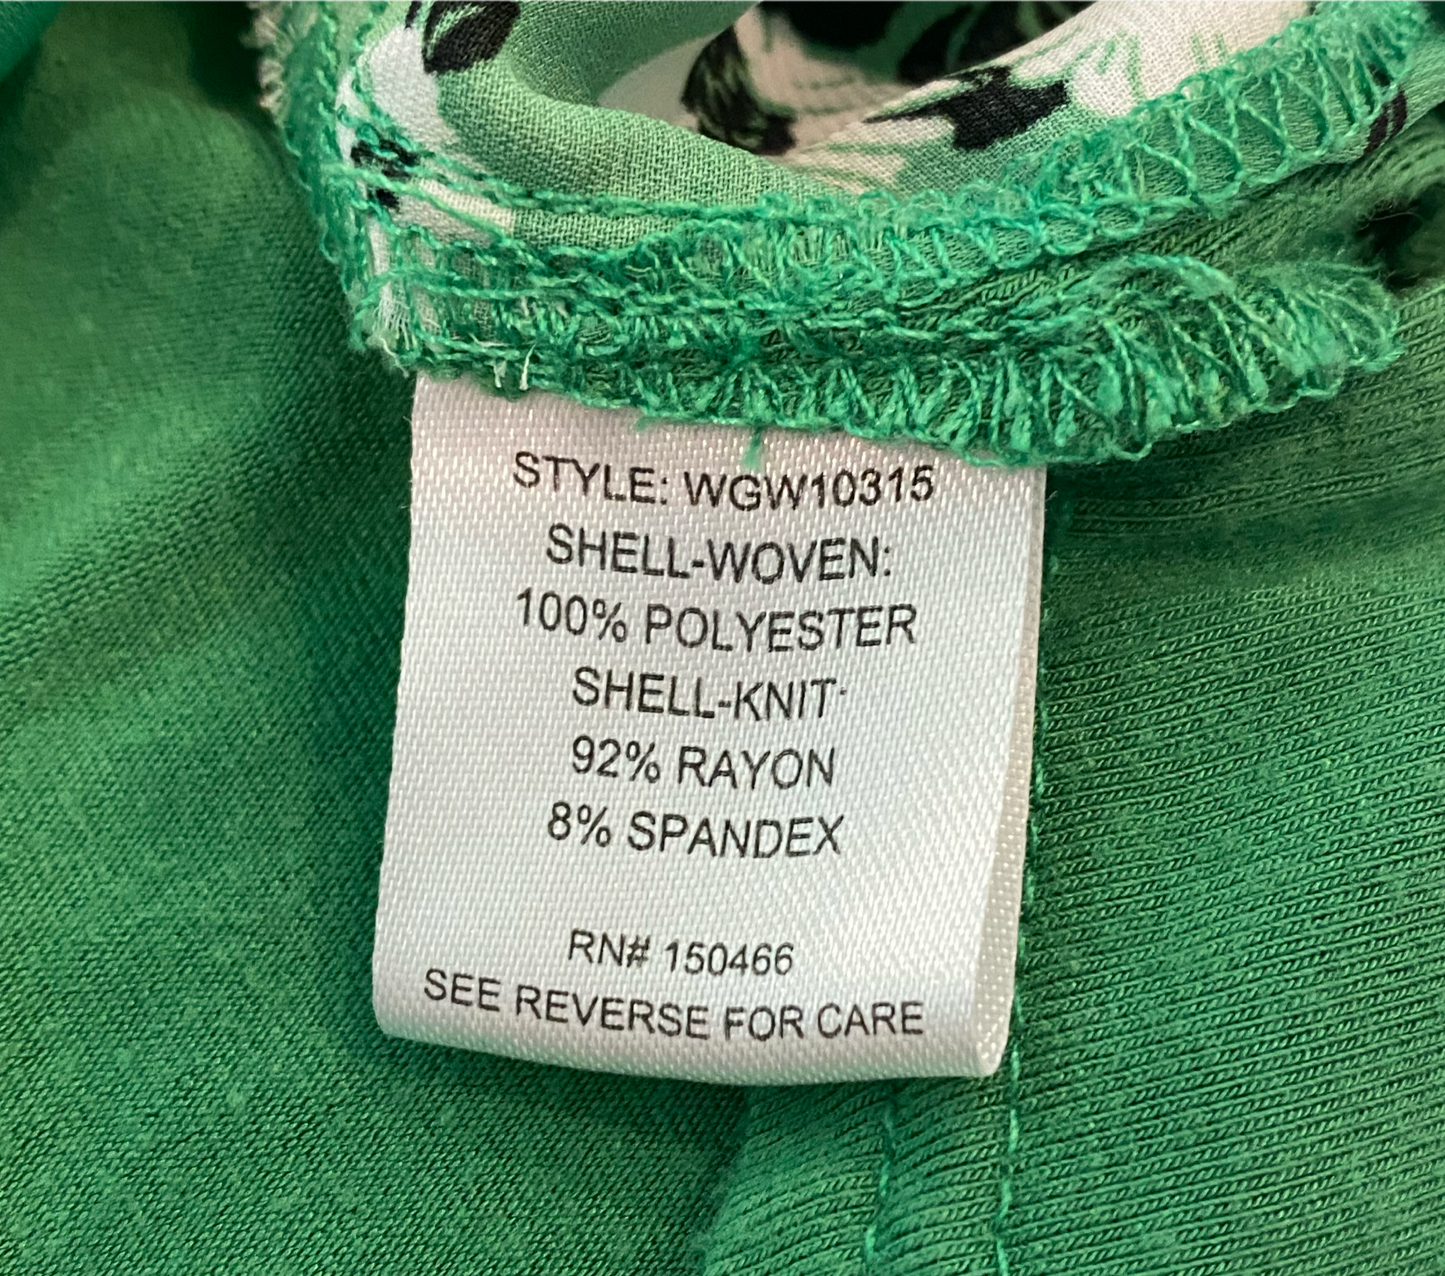 STYLE: WGW10315
SHELL-WOVEN:
100% POLYESTER
SHELL-KNIT:
92% RAYON
8% SPANDEX
RN# 150466
SEE REVERSE FOR CARE